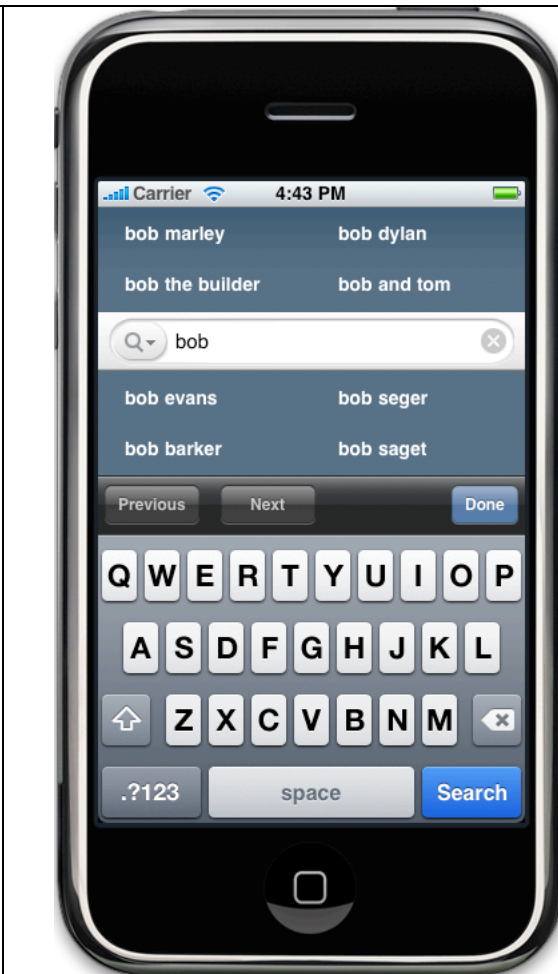 Carrier 4:43 PM
bob marley bob dylan
bob the builder bob and tom
bob
bob evans bob seger
bob barker bob saget
Previous Next Done
Q W E R T Y U I O P
A S D F G H J K L
Z X C V B N M
.?123 space Search